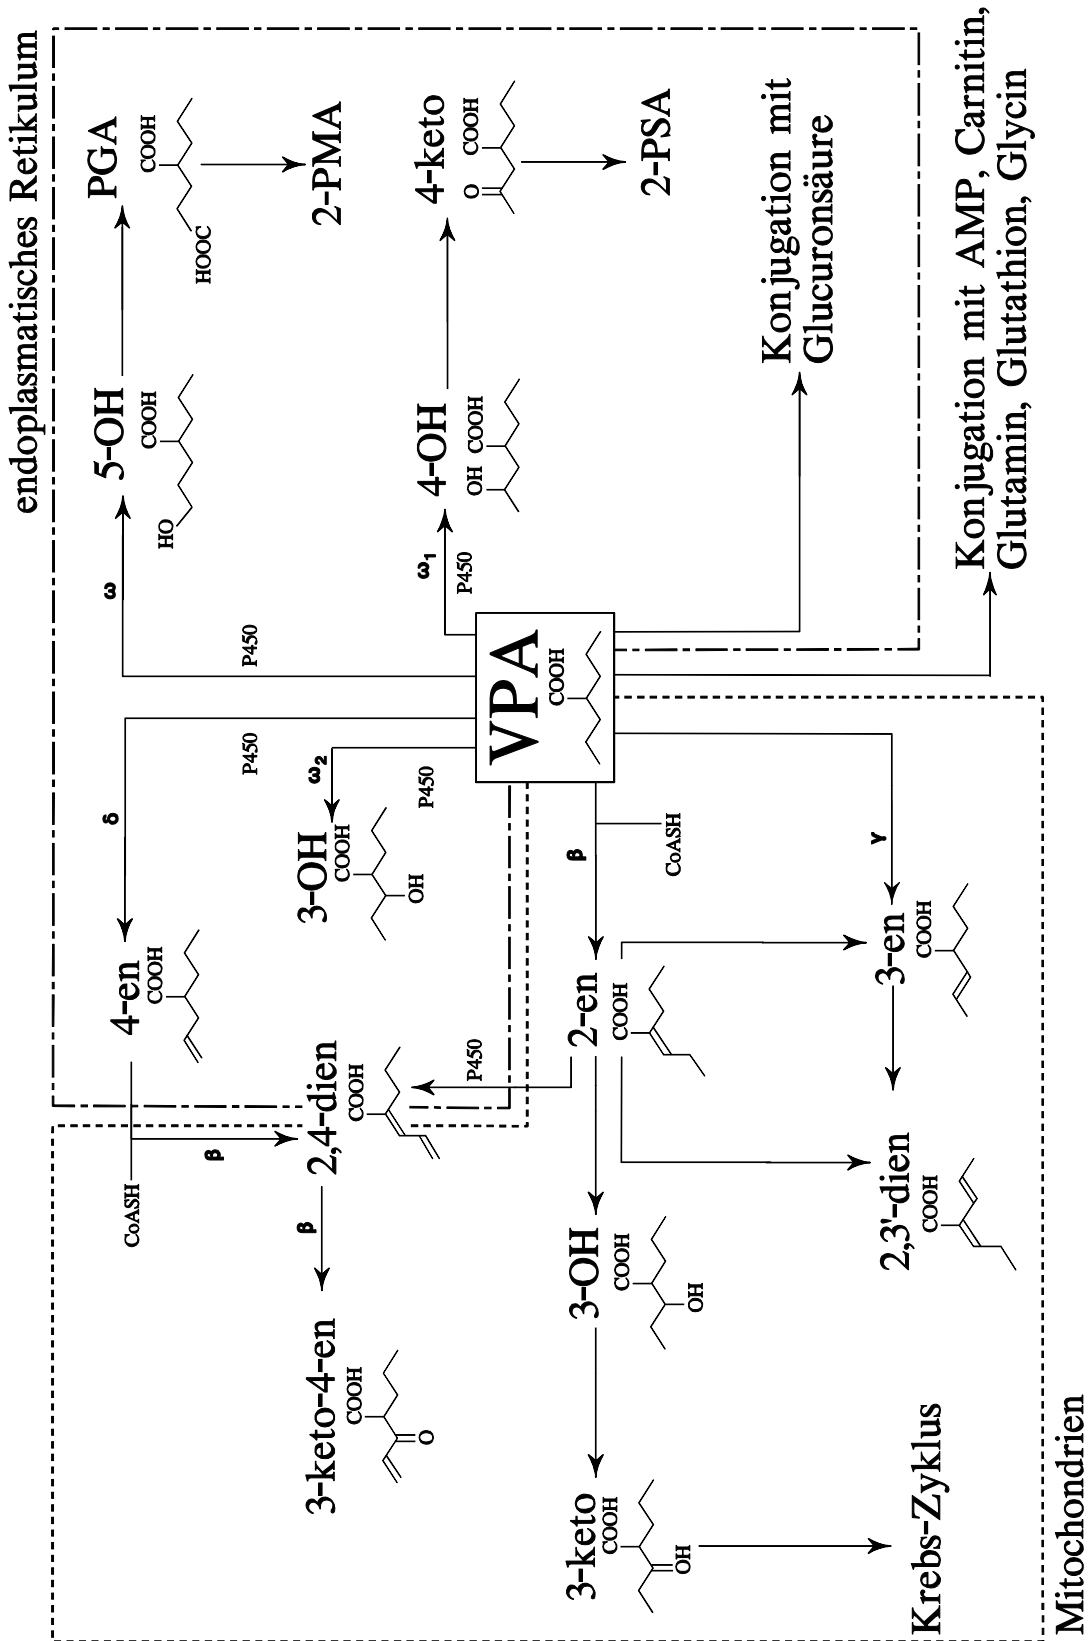 endoplasmatisches Retikulum
PGA
COOH
HOOC
2-PMA
5-OH
COOH
HO
ω
P450
4-keto
COOH
O
2-PSA
4-OH
OH
COOH
ω1
P450
Konjugation mit
Glucuronsäure
Konjugation mit AMP, Carnitin,
Glutamin, Glutathion, Glycin
VPA
COOH
P450
δ
4-en
COOH
CoASH
β
ω2
P450
3-OH
COOH
OH
2,4-dien
COOH
P450
β
3-keto-4-en
COOH
O
β
CoASH
2-en
COOH
3-OH
COOH
OH
3-keto
COOH
OH
Krebs-Zyklus
γ
3-en
COOH
2,3'-dien
COOH
Mitochondrien